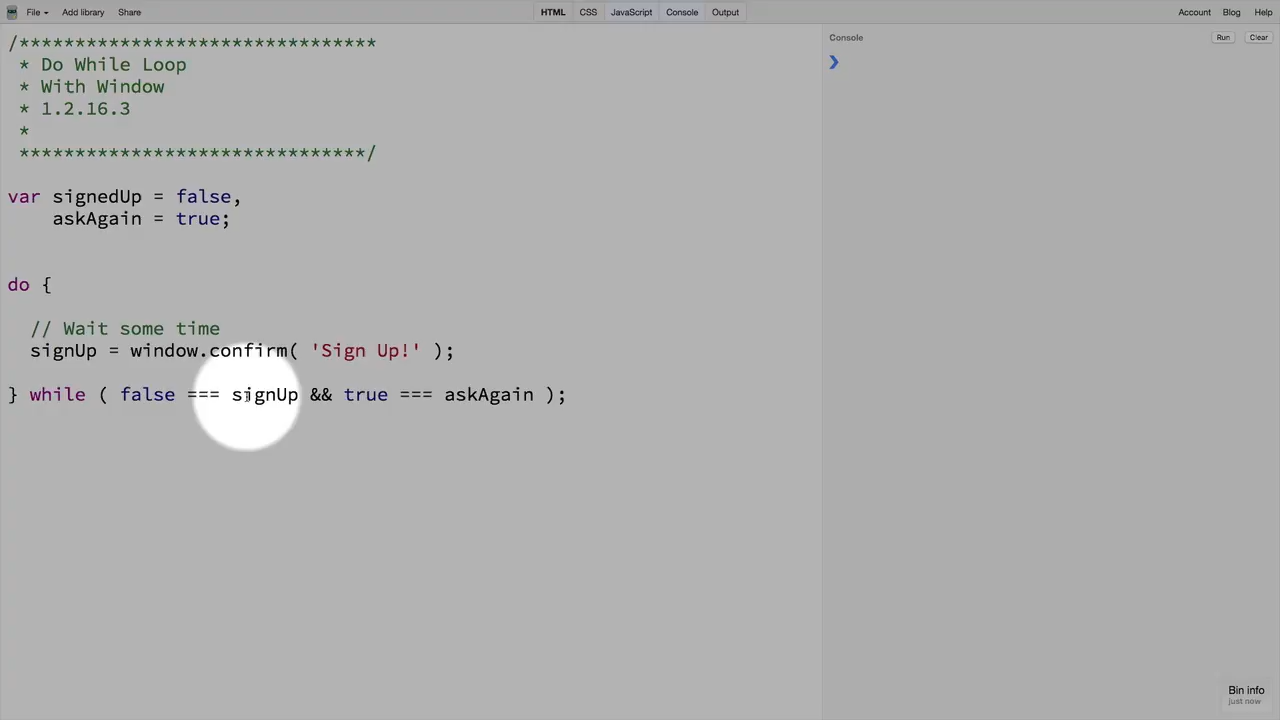 File Add library Share HTML CSS JavaScript Console Output Account Blog Help
/********************************
* Do While Loop
* With Window
* 1.2.16.3
*
*******************************/
var signedUp = false,
askAgain = true;
do {
// Wait some time
signUp = window.confirm( 'Sign Up!' );
} while ( false === signUp && true === askAgain );
Console Run Clear
❯
Bin info
just now